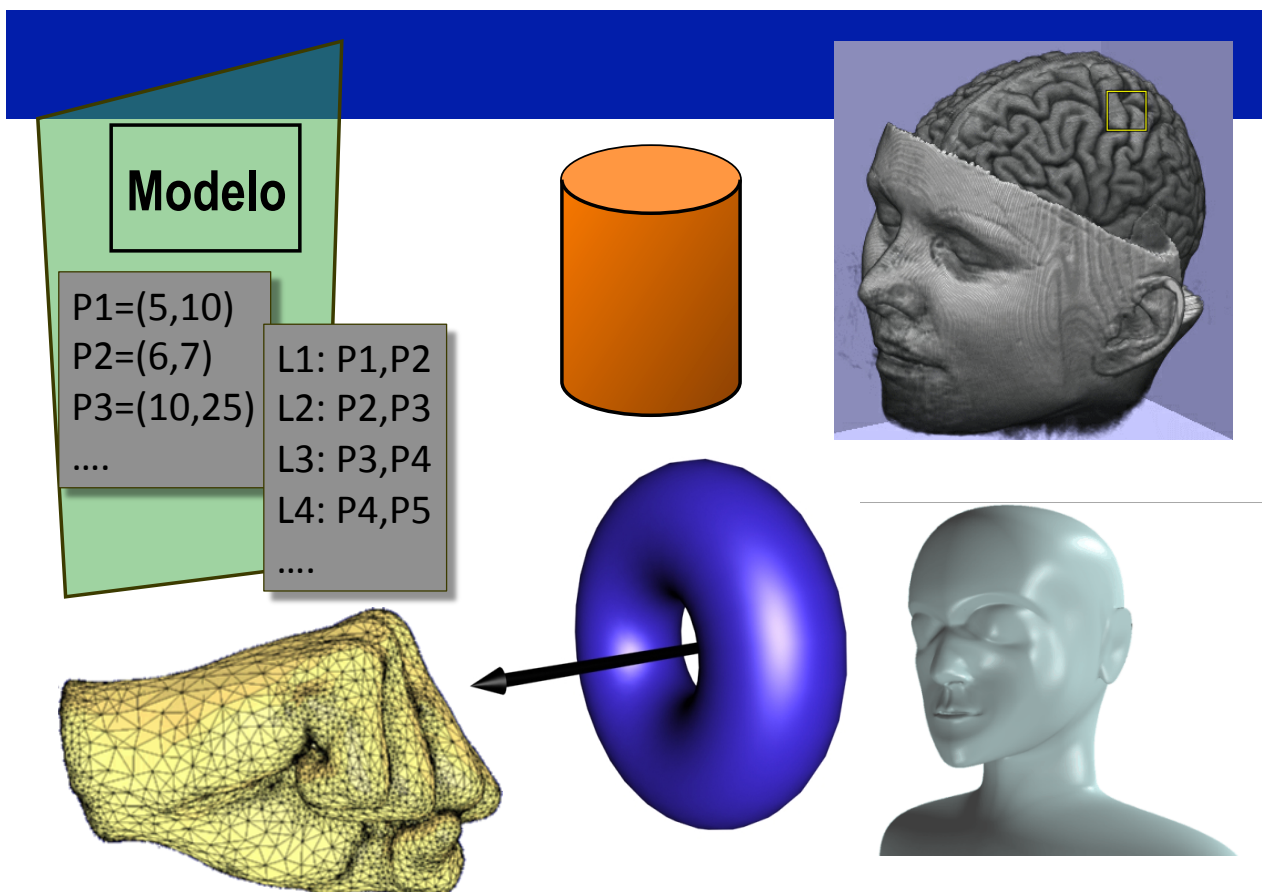 Modelo
P1=(5,10)
P2=(6,7)
P3=(10,25)
....
L1: P1,P2
L2: P2,P3
L3: P3,P4
L4: P4,P5
....